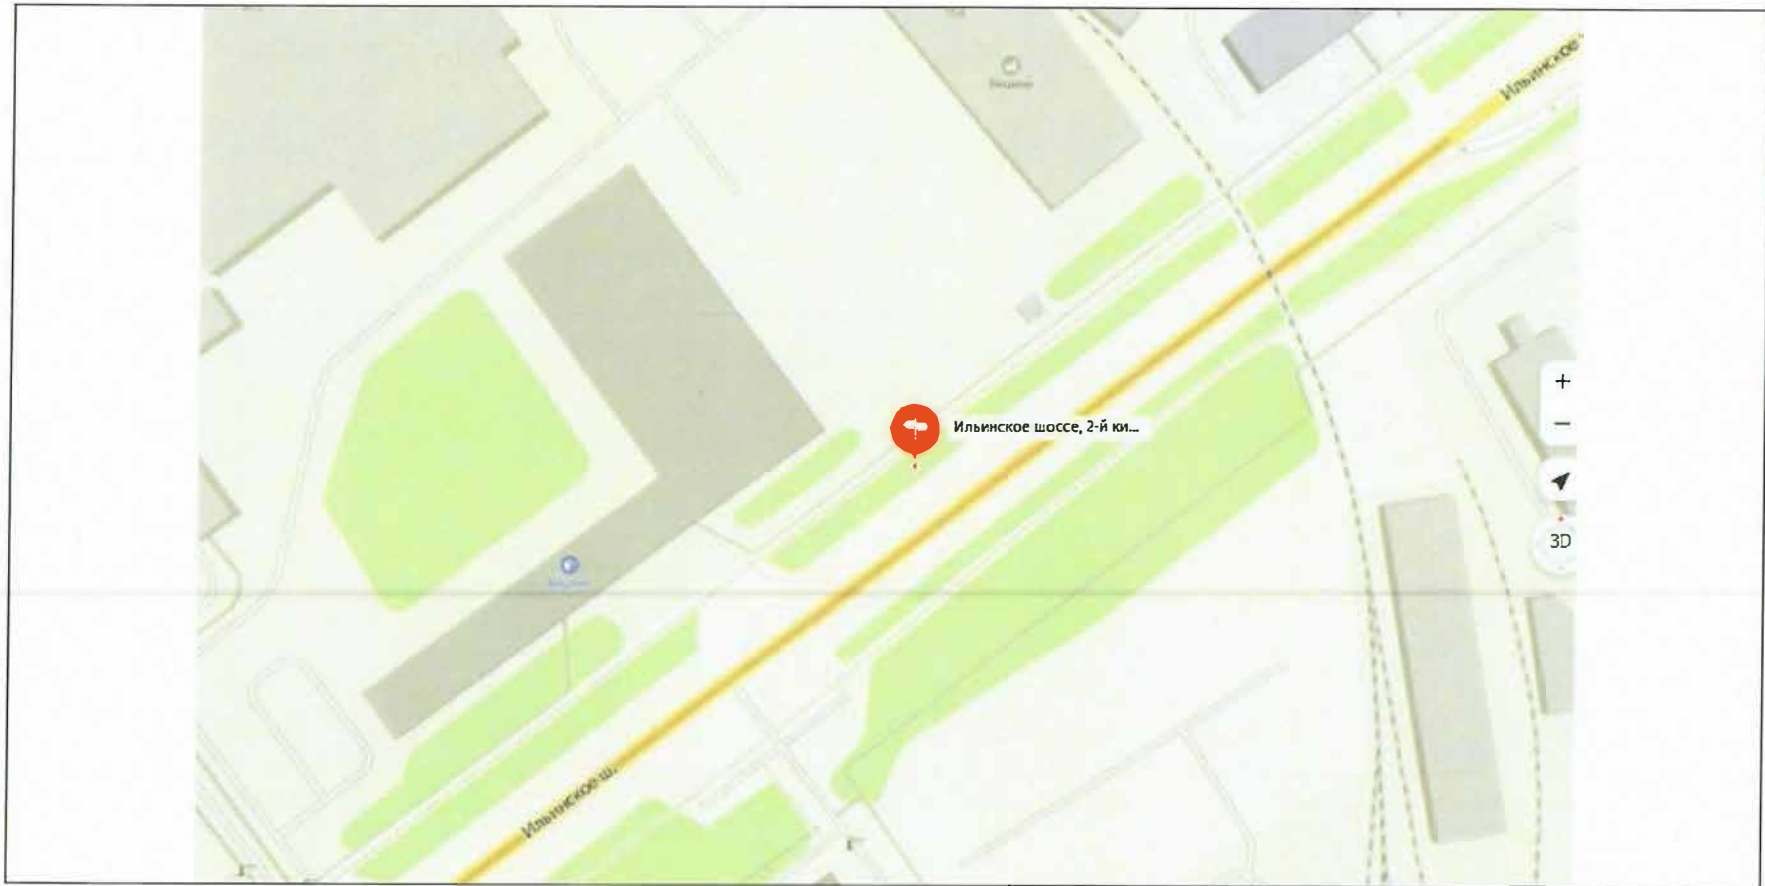 Ильинское
Ильинское шоссе, 2-й ки...
+
−
3D
Ильинское ш.